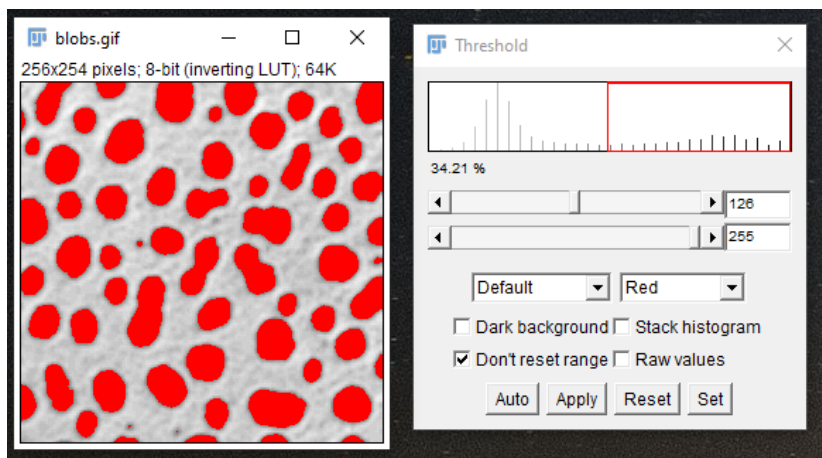 blobs.gif
256x254 pixels; 8-bit (inverting LUT); 64K
Threshold
34.21 %
126
255
Default Red
Dark background Stack histogram
Don't reset range Raw values
Auto Apply Reset Set